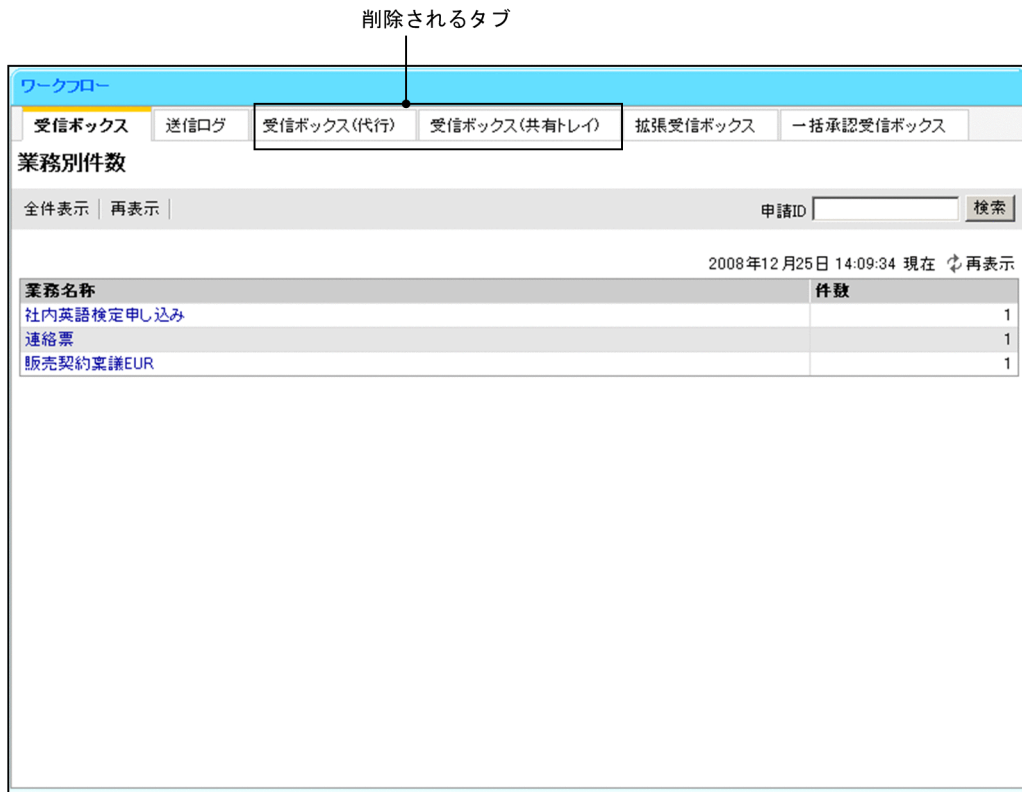 削除されるタブ
ワークフロー
受信ボックス 送信ログ 受信ボックス(代行) 受信ボックス(共有トレイ) 拡張受信ボックス 一括承認受信ボックス
業務別件数
全件表示 再表示 申請ID 検索
2008年12月25日 14:09:34 現在 再表示
業務名称 件数
社内英語検定申し込み 1
連絡票 1
販売契約稟議EUR 1